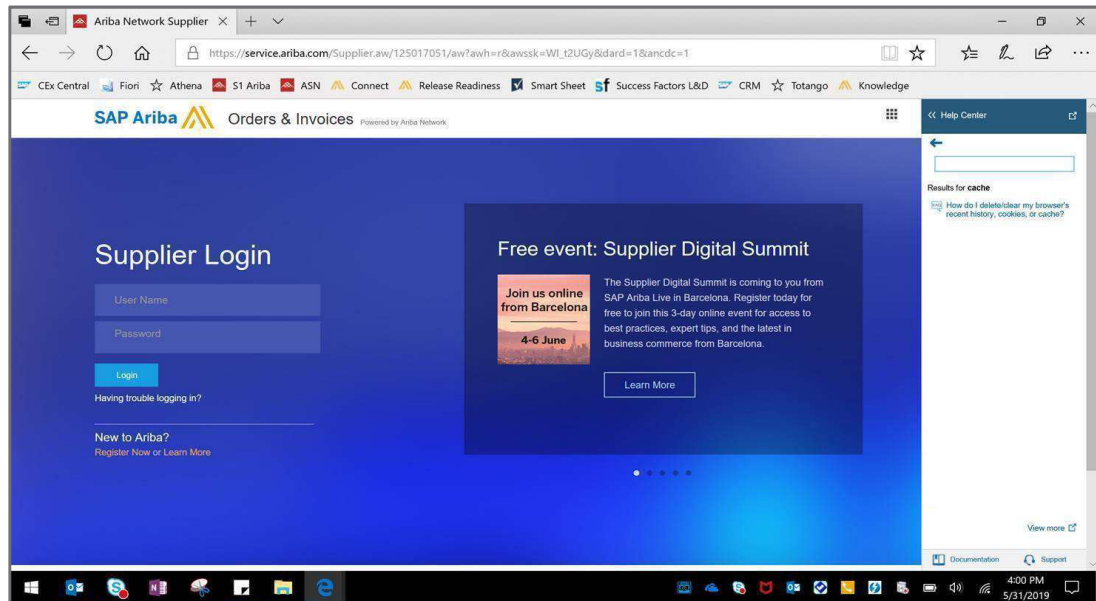 Ariba Network Supplier
https://service.ariba.com/Supplier.aw/125017051/aw?awh=r&awssk=WI_t2UGy&dard=1&ancdc=1
CEx Central Fiori Athena S1 Ariba ASN Connect Release Readiness Smart Sheet Success Factors L&D CRM Totango Knowledge
SAP Ariba Orders & Invoices Powered by Ariba Network
<< Help Center
Results for cache
How do I delete/clear my browser's
recent history, cookies, or cache?
Supplier Login
User Name
Password
Login
Having trouble logging in?
New to Ariba?
Register Now or Learn More
Free event: Supplier Digital Summit
Join us online
from Barcelona
4-6 June
The Supplier Digital Summit is coming to you from
SAP Ariba Live in Barcelona. Register today for
free to join this 3-day online event for access to
best practices, expert tips, and the latest in
business commerce from Barcelona.
Learn More
View more
Documentation Support
4:00 PM
5/31/2019